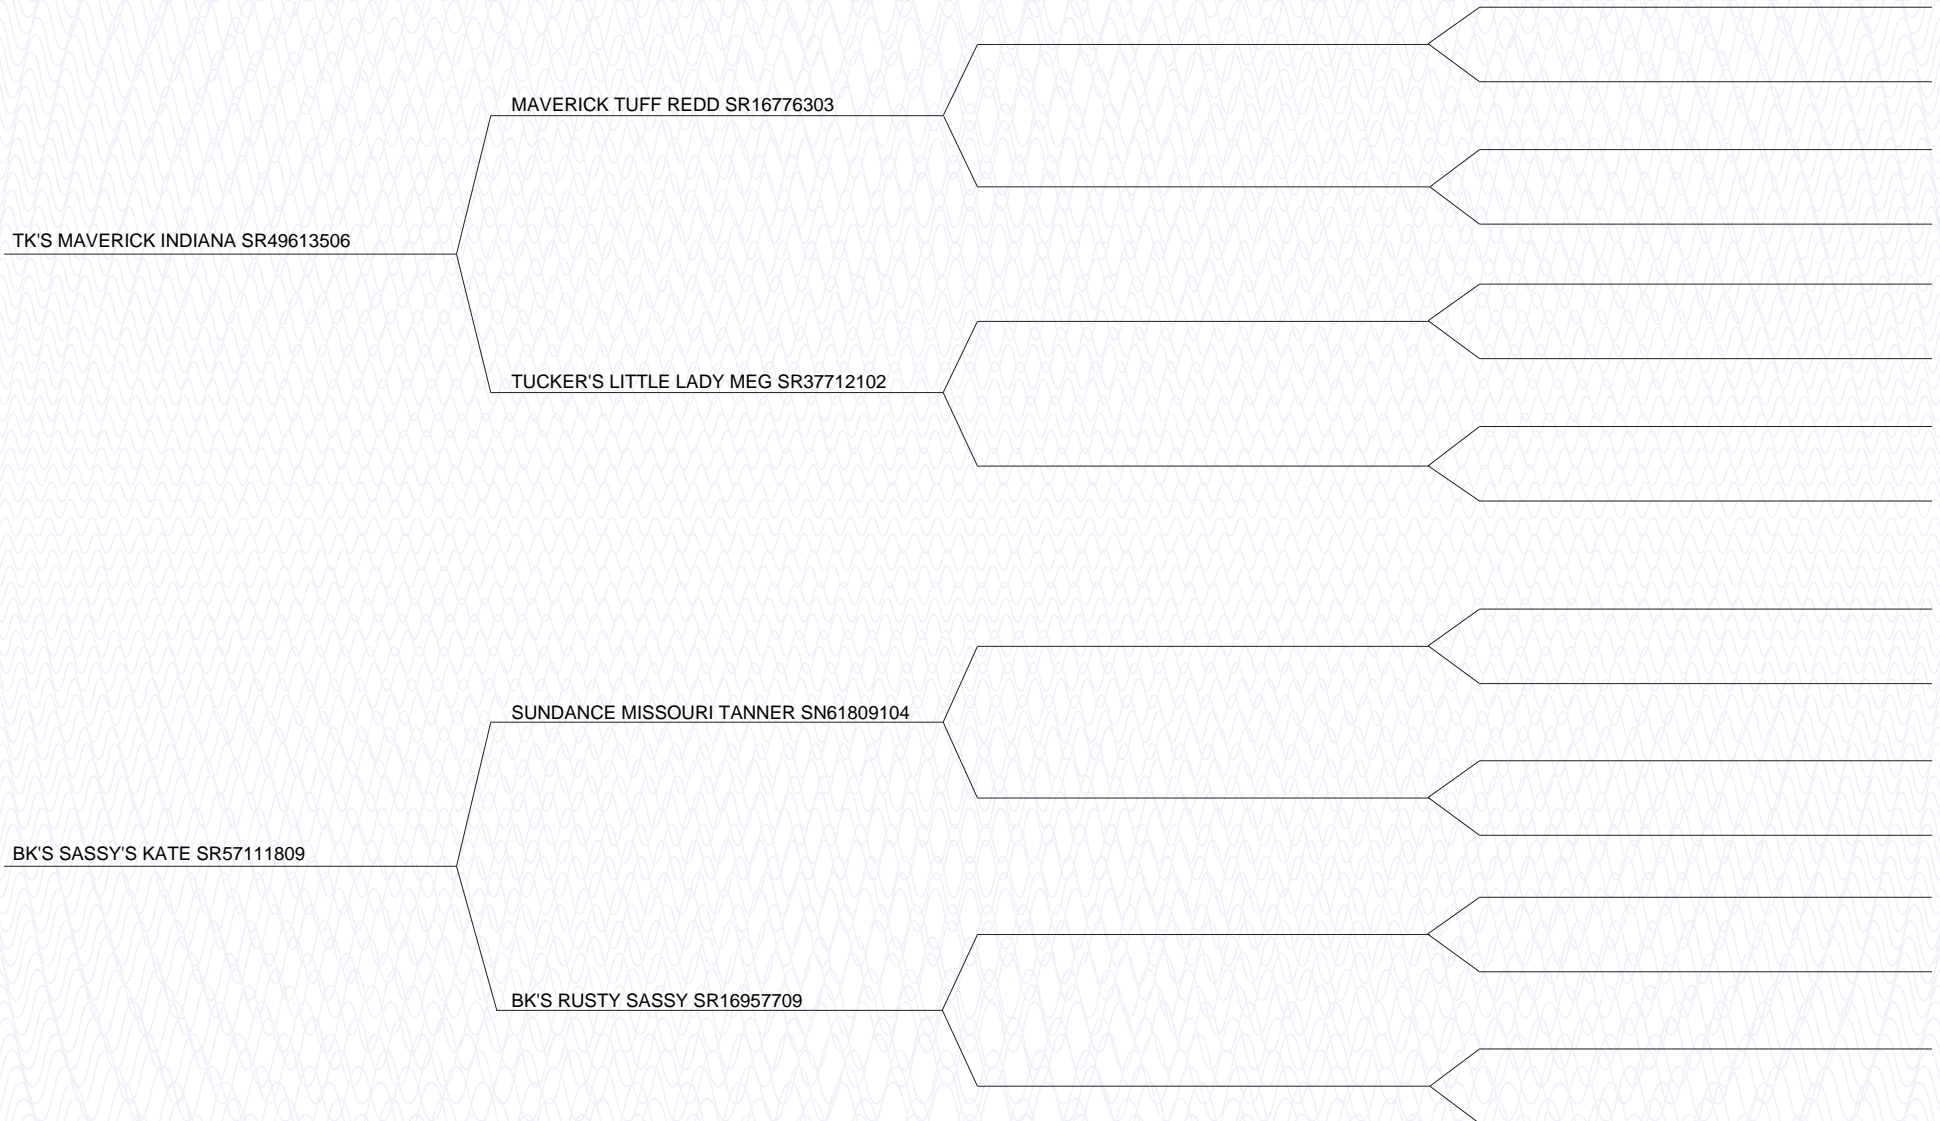 MAVERICK TUFF REDD SR16776303
TK'S MAVERICK INDIANA SR49613506
TUCKER'S LITTLE LADY MEG SR37712102
SUNDANCE MISSOURI TANNER SN61809104
BK'S SASSY'S KATE SR57111809
BK'S RUSTY SASSY SR16957709